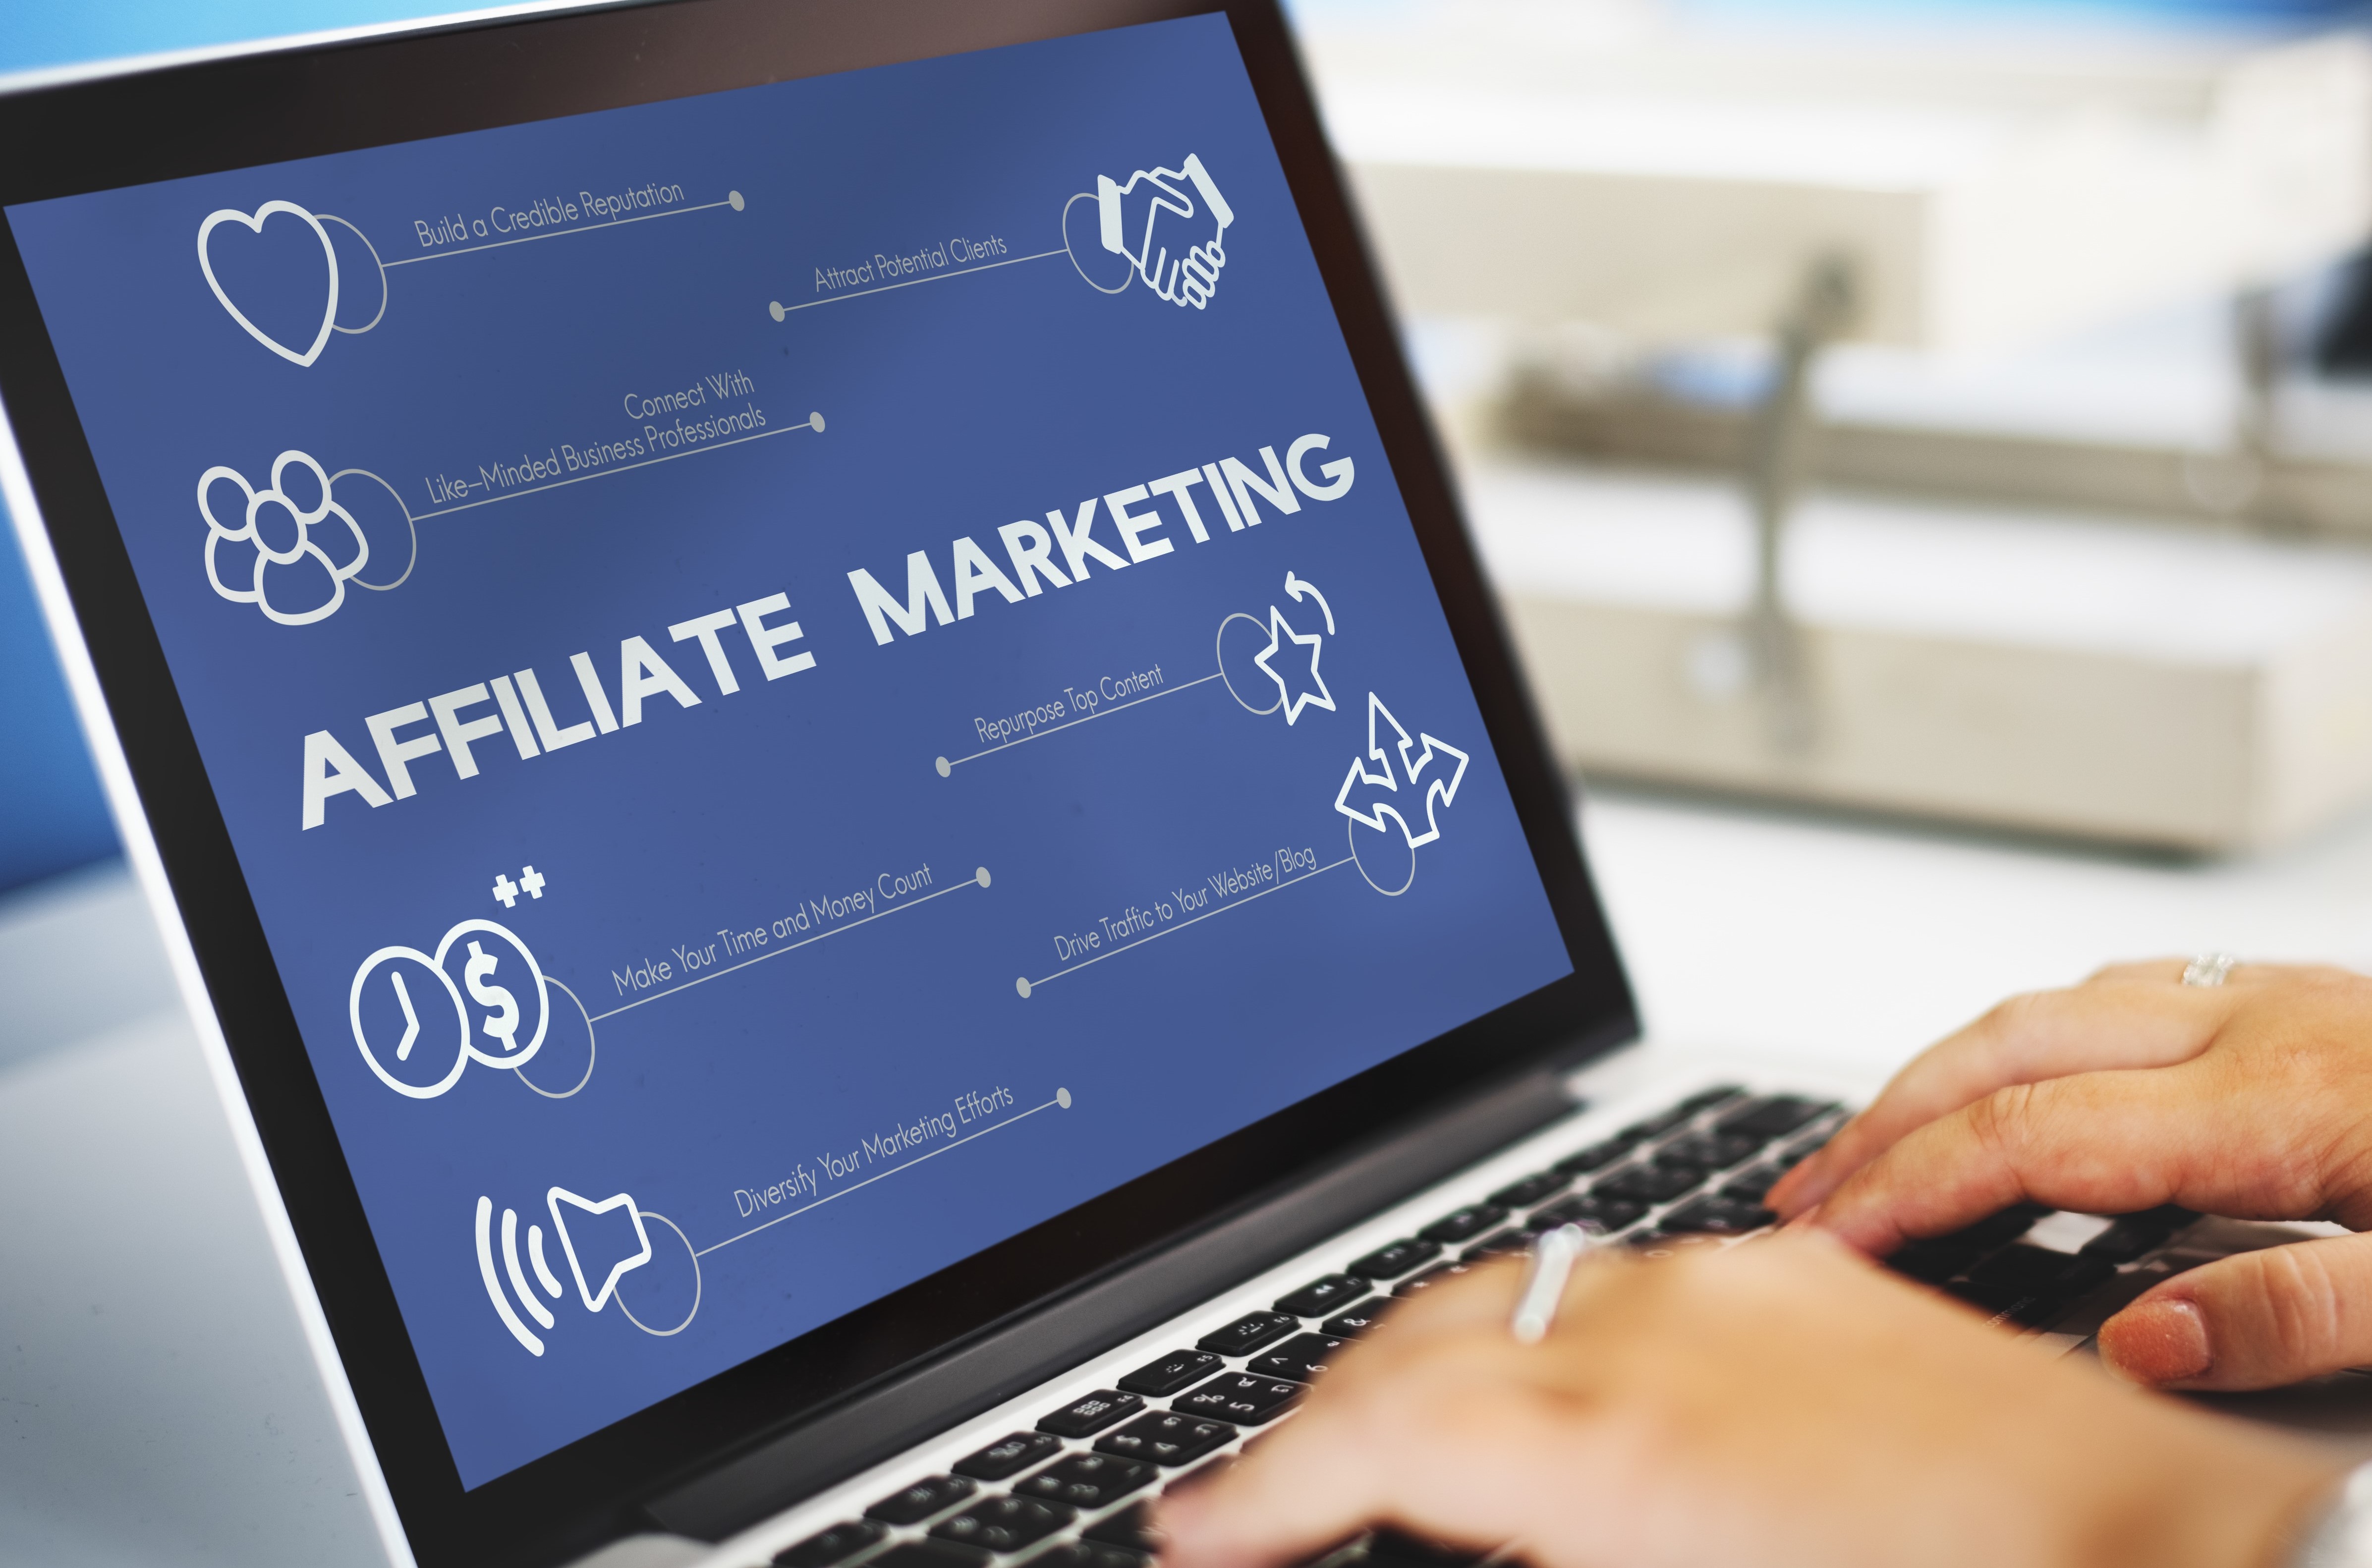 Build a Credible Reputation
Attract Potential Clients
Connect With
Like–Minded Business Professionals
AFFILIATE MARKETING
Repurpose Top Content
Make Your Time and Money Count
Drive Traffic to Your Website/Blog
Diversify Your Marketing Efforts